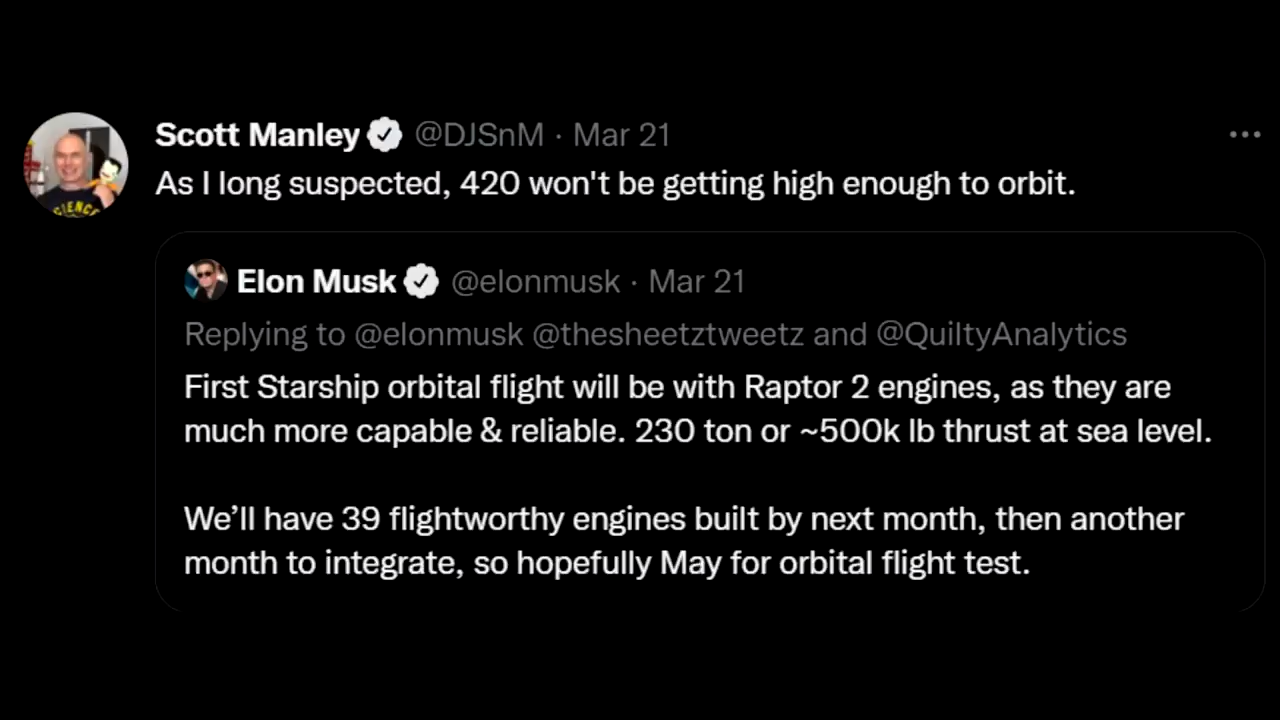 Scott Manley @DJSnM · Mar 21
As I long suspected, 420 won't be getting high enough to orbit.
Elon Musk @elonmusk · Mar 21
Replying to @elonmusk @thesheetztweetz and @QuiltyAnalytics
First Starship orbital flight will be with Raptor 2 engines, as they are
much more capable & reliable. 230 ton or ~500k lb thrust at sea level.
We’ll have 39 flightworthy engines built by next month, then another
month to integrate, so hopefully May for orbital flight test.